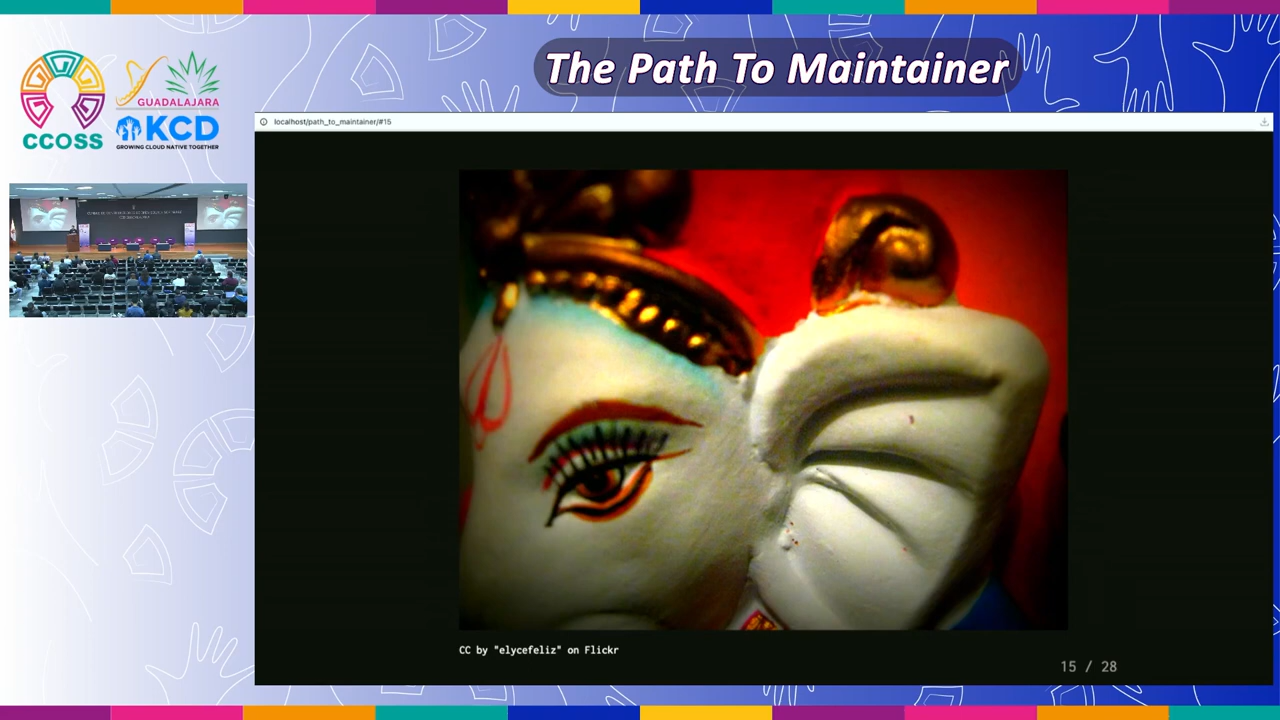 The Path To Maintainer
CCOSS
GUADALAJARA
KCD
GROWING CLOUD NATIVE TOGETHER
localhost/path_to_maintainer/#15
CC by "elycefeliz" on Flickr
15 / 28